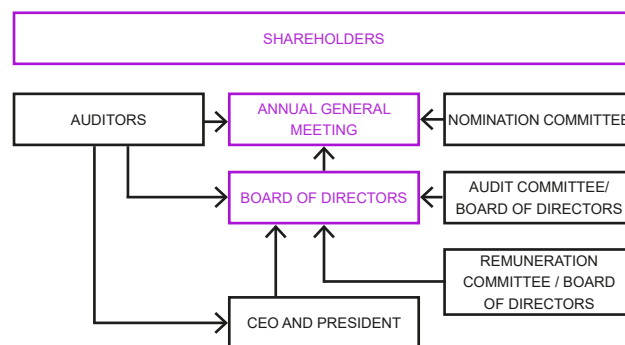 SHAREHOLDERS
AUDITORS
ANNUAL GENERAL
MEETING
NOMINATION COMMITTEE
BOARD OF DIRECTORS
AUDIT COMMITTEE/
BOARD OF DIRECTORS
REMUNERATION
COMMITTEE / BOARD
OF DIRECTORS
CEO AND PRESIDENT